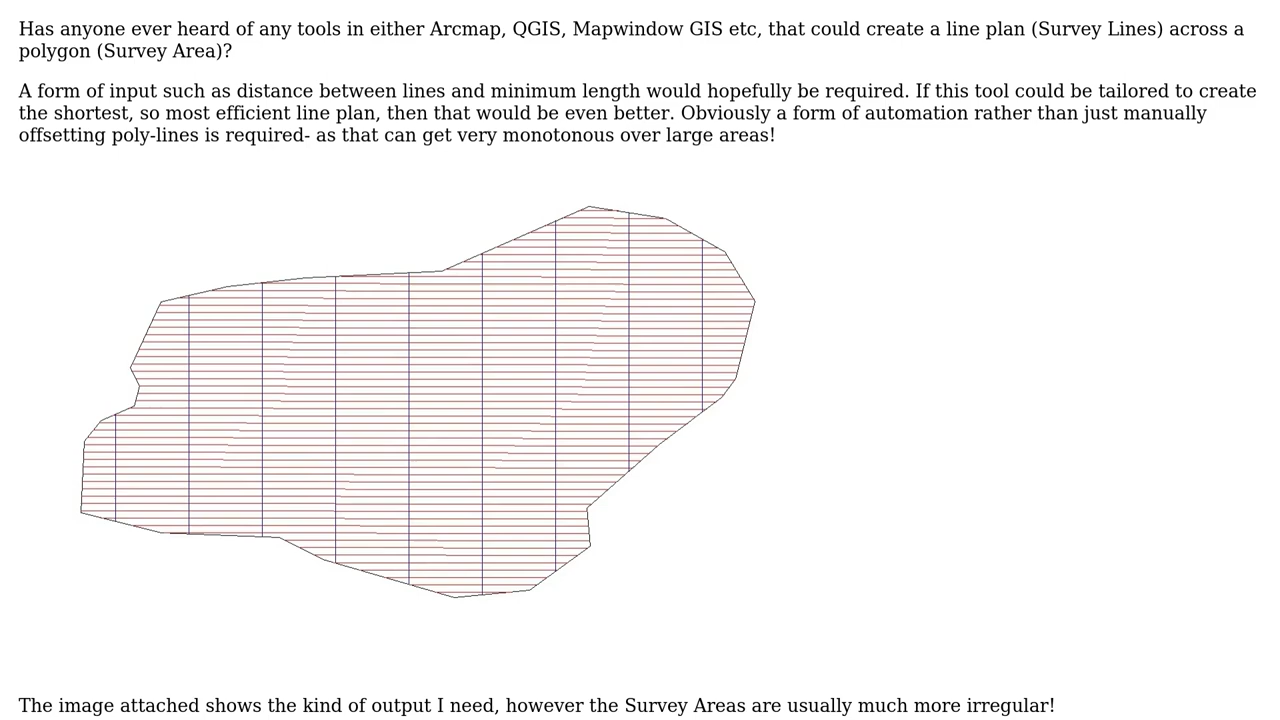 Has anyone ever heard of any tools in either Arcmap, QGIS, Mapwindow GIS etc, that could create a line plan (Survey Lines) across a
polygon (Survey Area)?
A form of input such as distance between lines and minimum length would hopefully be required. If this tool could be tailored to create
the shortest, so most efficient line plan, then that would be even better. Obviously a form of automation rather than just manually
offsetting poly-lines is required- as that can get very monotonous over large areas!
The image attached shows the kind of output I need, however the Survey Areas are usually much more irregular!